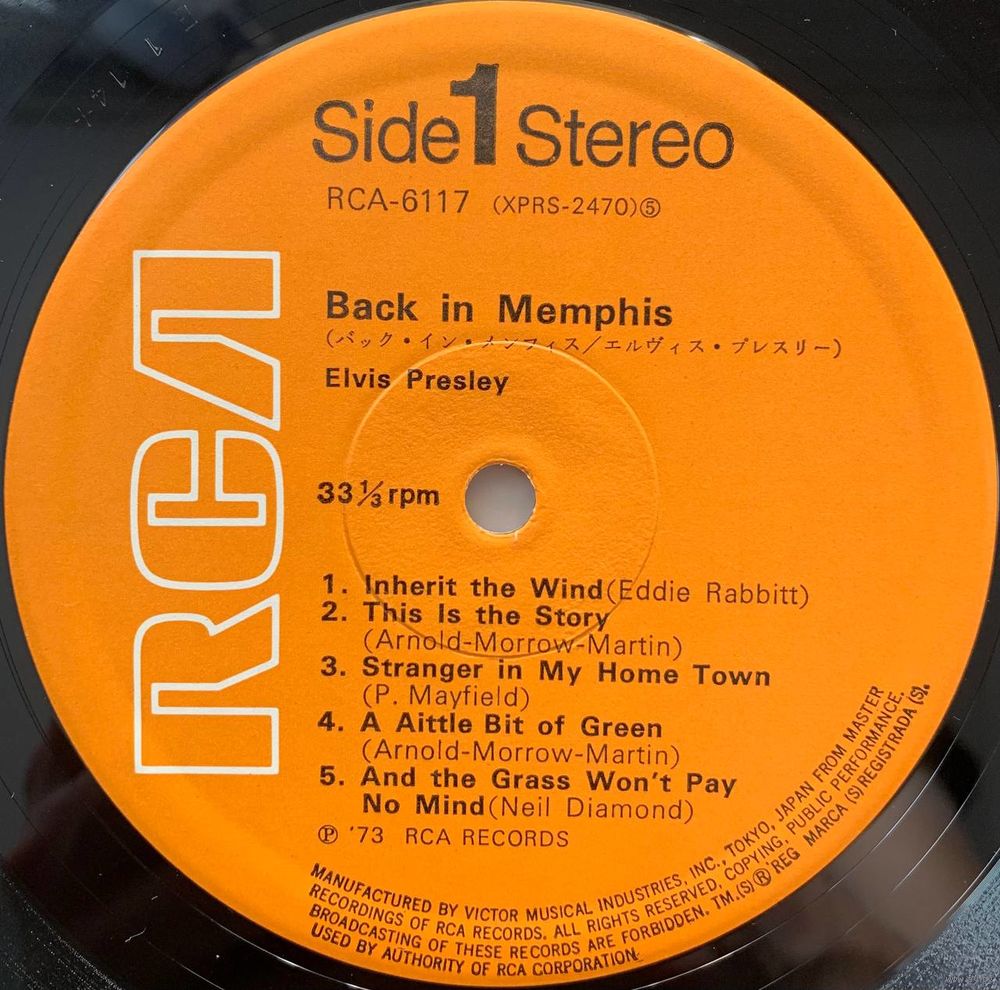 Side 1 Stereo
RCA-6117 (XPRS-2470)⑤
Back in Memphis
(バック・イン・メンフィス/エルヴィス・プレスリー)
Elvis Presley
33⅓ rpm
RCA
1. Inherit the Wind(Eddie Rabbitt)
2. This Is the Story
(Arnold-Morrow-Martin)
3. Stranger in My Home Town
(P. Mayfield)
4. A Aittle Bit of Green
(Arnold-Morrow-Martin)
5. And the Grass Won't Pay
No Mind(Neil Diamond)
℗ '73 RCA RECORDS
MANUFACTURED BY VICTOR MUSICAL INDUSTRIES, INC., TOKYO, JAPAN FROM MASTER
RECORDINGS OF RCA RECORDS. ALL RIGHTS RESERVED, COPYING, PUBLIC PERFORMANCE,
BROADCASTING OF THESE RECORDS ARE FORBIDDEN. TM.(S)® REG MARCA (S) REGISTRADA (S).
USED BY AUTHORITY OF RCA CORPORATION